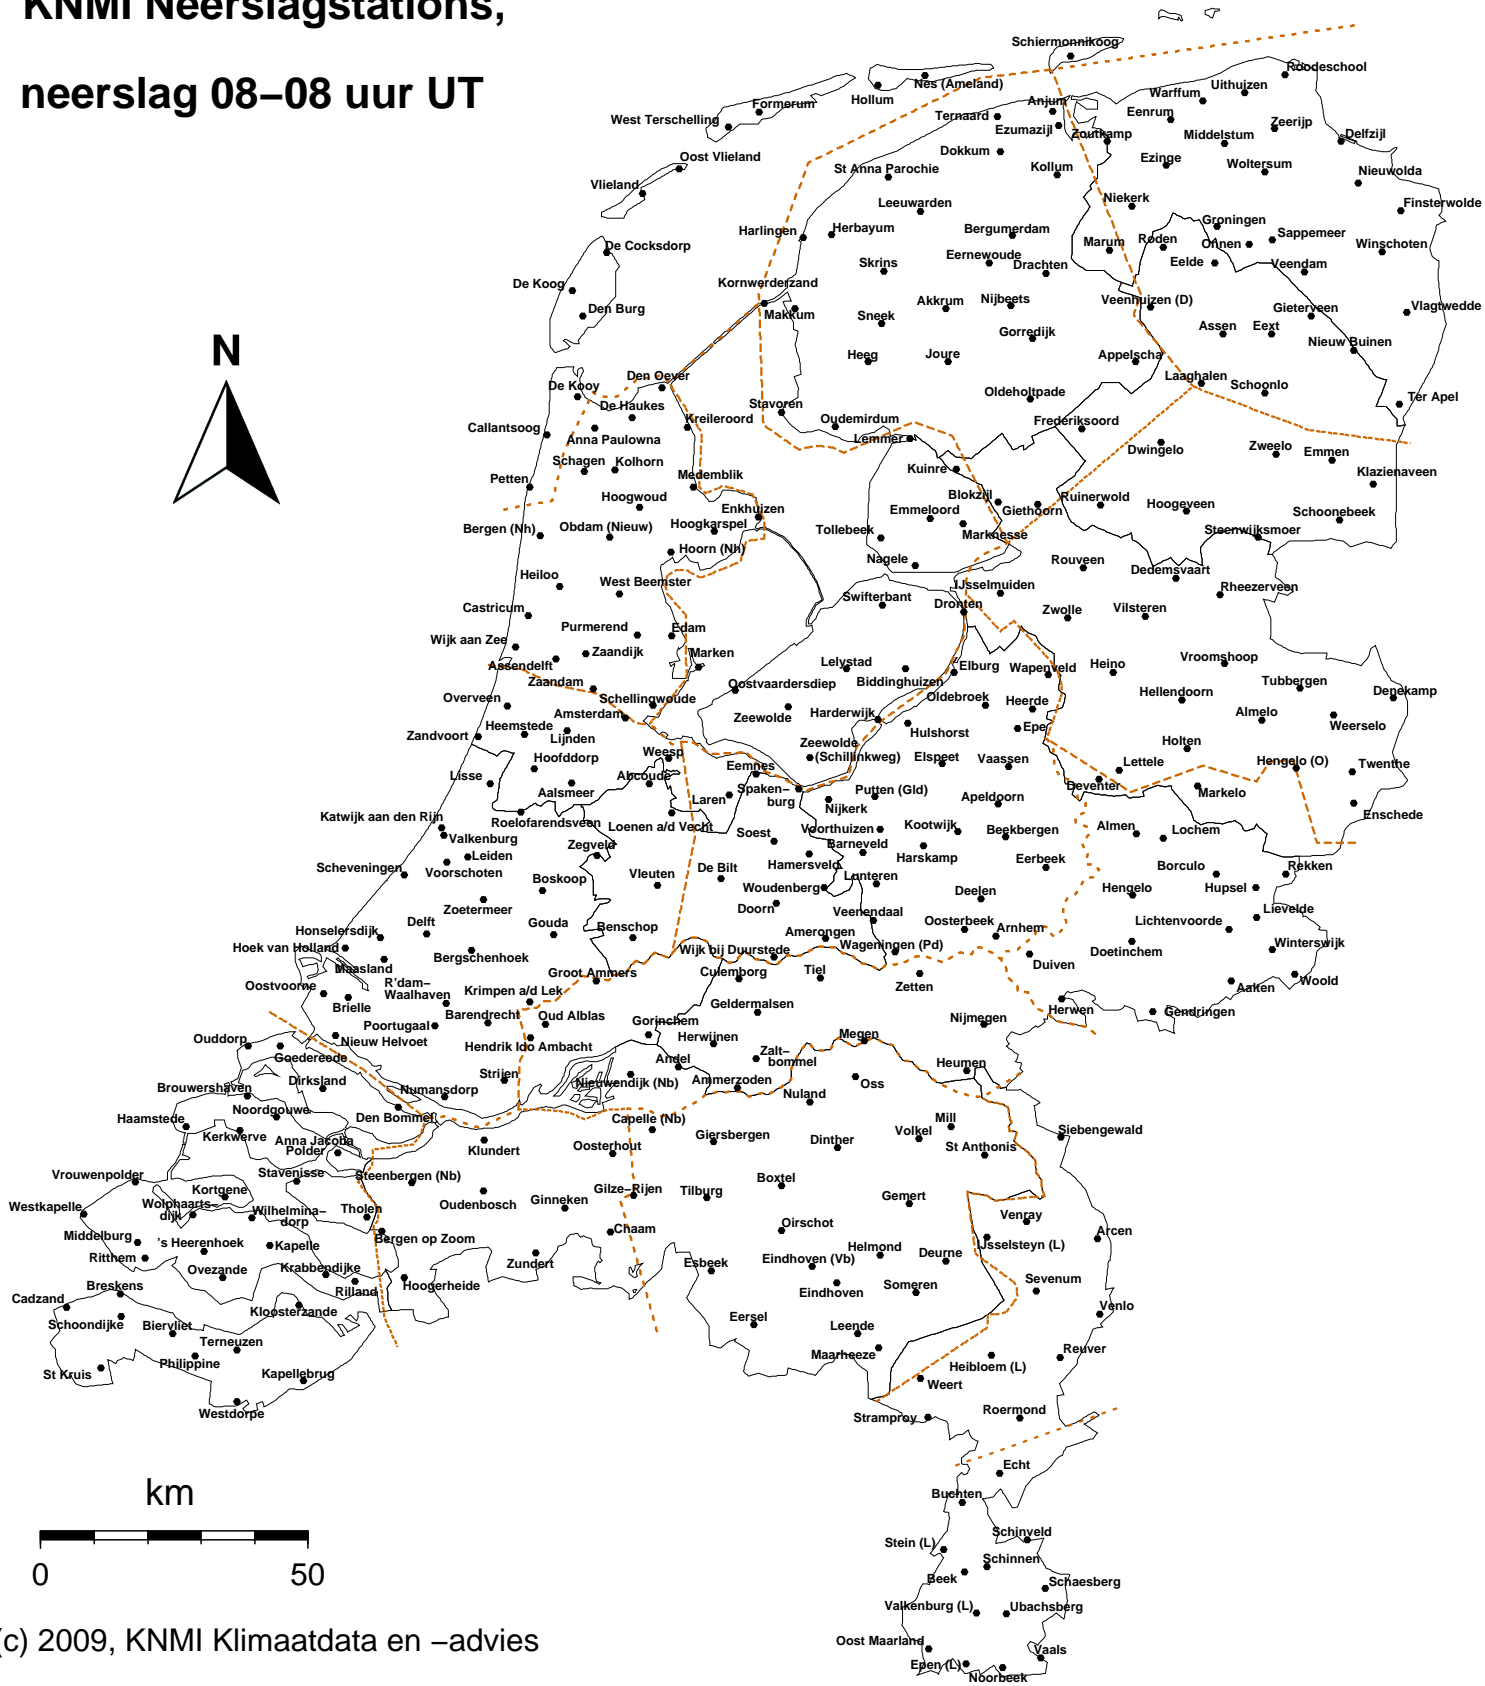 KNMI Neerslagstations,
neerslag 08–08 uur UT
Schiermonnikoog
Roodeschool
Hollum
Nes (Ameland)
Uithuizen
Warffum
Formerum
Anjum
West Terschelling
Ternaard
Eenrum
Ezumazijl
Zoutkamp
Middelstum
Zeerijp
Delfzijl
Dokkum
Oost Vlieland
St Anna Parochie
Kollum
Ezinge
Woltersum
Nieuwolda
Vlieland
Leeuwarden
Niekerk
Finsterwolde
Harlingen
Herbayum
Bergumerdam
Groningen
Sappemeer
De Cocksdorp
Marum
Roden
Onnen
Winschoten
Skrins
Eernewoude
Drachten
Eelde
Veendam
De Koog
Kornwerderzand
Makkum
Akkrum
Nijbeets
Veenhuizen (D)
Gieterveen
Vlagtwedde
Den Burg
Sneek
Gorredijk
Assen
Eext
Nieuw Buinen
N
Heeg
Joure
Appelscha
Den Oever
De Kooy
Laaghalen
Schoonlo
De Haukes
Stavoren
Oldeholtpade
Ter Apel
Kreileroord
Oudemirdum
Callantsoog
Anna Paulowna
Lemmer
Frederiksoord
Dwingelo
Zweelo
Emmen
Schagen
Kolhorn
Kuinre
Klazienaveen
Petten
Medemblik
Hoogwoud
Blokzijl
Ruinerwold
Enkhuizen
Emmeloord
Giethoorn
Hoogeveen
Schoonebeek
Bergen (Nh)
Obdam (Nieuw)
Hoogkarspel
Tollebeek
Marknesse
Steenwijksmoer
Hoorn (Nh)
Nagele
Rouveen
Dedemsvaart
Heiloo
West Beemster
IJsselmuiden
Rheezerveen
Swifterbant
Dronten
Castricum
Zwolle
Vilsteren
Purmerend
Edam
Wijk aan Zee
Zaandijk
Marken
Assendelft
Lelystad
Elburg
Wapenveld
Heino
Vroomshoop
Zaandam
Oostvaardersdiep
Biddinghuizen
Tubbergen
Overveen
Schellingwoude
Oldebroek
Heerde
Hellendoorn
Denekamp
Amsterdam
Zeewolde
Harderwijk
Almelo
Heemstede
Hulshorst
Epe
Weerselo
Zandvoort
Lijnden
Zeewolde
(Schillinkweg)
Holten
Hoofddorp
Weesp
Elspeet
Vaassen
Lettele
Hengelo (O)
Twenthe
Lisse
Abcoude
Eemnes
Deventer
Aalsmeer
Spaken–
burg
Putten (Gld)
Markelo
Laren
Nijkerk
Apeldoorn
Katwijk aan den Rijn
Roelofarendsveen
Loenen a/d Vecht
Voorthuizen
Kootwijk
Beekbergen
Almen
Lochem
Enschede
Valkenburg
Soest
Barneveld
Zegveld
Leiden
Hamersveld
Harskamp
Eerbeek
Scheveningen
Voorschoten
Vleuten
De Bilt
Borculo
Rekken
Boskoop
Woudenberg
Lunteren
Deelen
Hengelo
Hupsel
Zoetermeer
Doorn
Veenendaal
Lievelde
Delft
Gouda
Benschop
Oosterbeek
Arnhem
Lichtenvoorde
Honselersdijk
Amerongen
Hoek van Holland
Wijk bij Duurstede
Wageningen (Pd)
Doetinchem
Winterswijk
Bergschenhoek
Maasland
Groot Ammers
Culemborg
Tiel
Duiven
Oostvoorne
R'dam–
Waalhaven
Krimpen a/d Lek
Zetten
Aalten
Woold
Brielle
Barendrecht
Geldermalsen
Herwen
Gendringen
Poortugaal
Oud Alblas
Gorinchem
Nijmegen
Ouddorp
Nieuw Helvoet
Hendrik Ido Ambacht
Herwijnen
Megen
Goedereede
Andel
Zalt–
bommel
Heumen
Brouwershaven
Dirksland
Numansdorp
Strijen
Nieuwendijk (Nb)
Ammerzoden
Oss
Nuland
Haamstede
Noordgouwe
Den Bommel
Capelle (Nb)
Mill
Kerkwerve
Anna Jacoba
Polder
Klundert
Oosterhout
Giersbergen
Dinther
Volkel
St Anthonis
Siebengewald
Vrouwenpolder
Stavenisse
Steenbergen (Nb)
Kortgene
Boxtel
Westkapelle
Wolphaarts–
dijk
Wilhelmina–
dorp
Tholen
Oudenbosch
Ginneken
Gilze–Rijen
Tilburg
Gemert
Middelburg
's Heerenhoek
Kapelle
Bergen op Zoom
Chaam
Oirschot
Venray
Arcen
Ritthem
Ovezande
Krabbendijke
Zundert
Esbeek
Eindhoven (Vb)
Helmond
Deurne
IJsselsteyn (L)
Breskens
Rilland
Hoogerheide
Eindhoven
Someren
Sevenum
Cadzand
Kloosterzande
Venlo
Schoondijke
Biervliet
Eersel
Leende
Terneuzen
Maarheeze
Reuver
St Kruis
Philippine
Kapellebrug
Heibloem (L)
Weert
Westdorpe
Stramproy
Roermond
Echt
km
Buchten
0
50
Schinveld
Stein (L)
Schinnen
Beek
Schaesberg
Valkenburg (L)
Ubachsberg
(c) 2009, KNMI Klimaatdata en –advies
Oost Maarland
Vaals
Epen (L)
Noorbeek